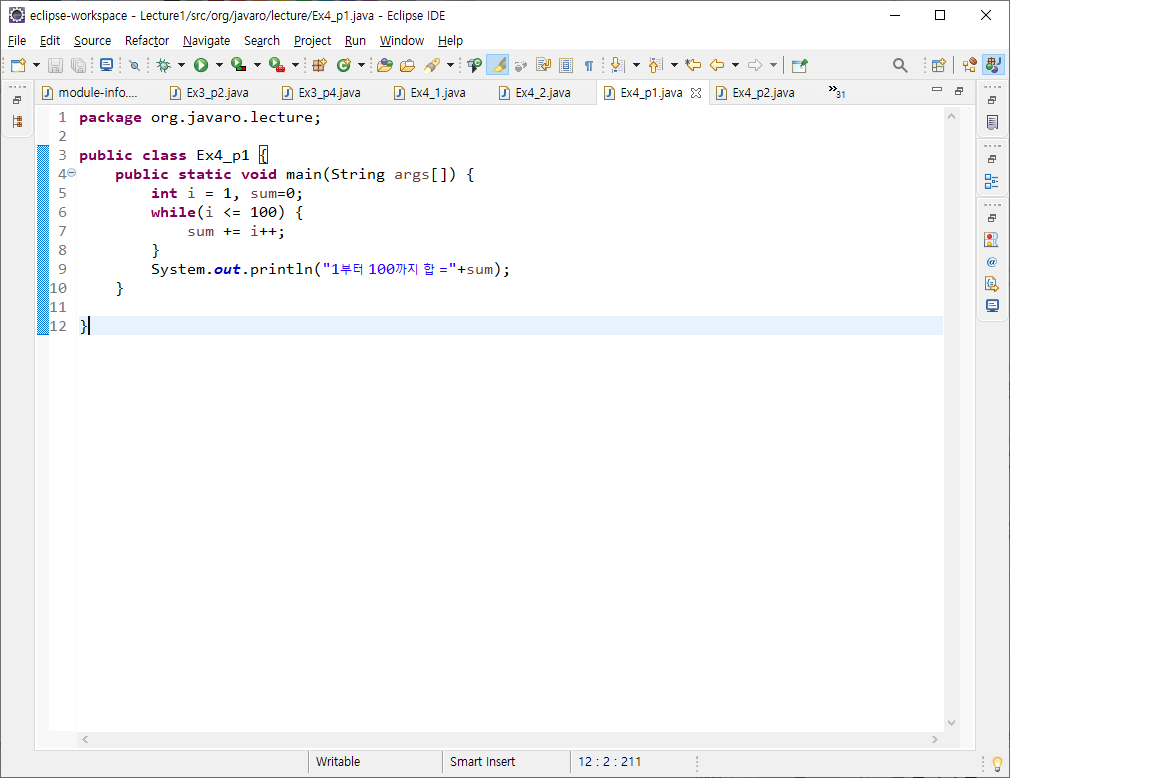 eclipse-workspace - Lecture1/src/org/javaro/lecture/Ex4_p1.java - Eclipse IDE
File Edit Source Refactor Navigate Search Project Run Window Help
module-info.... Ex3_p2.java Ex3_p4.java Ex4_1.java Ex4_2.java Ex4_p1.java Ex4_p2.java »31
1 package org.javaro.lecture;
2
3 public class Ex4_p1 {
4 public static void main(String args[]) {
5 int i = 1, sum=0;
6 while(i <= 100) {
7 sum += i++;
8 }
9 System.out.println("1부터 100까지 합 ="+sum);
10 }
11
12 }
Writable Smart Insert 12 : 2 : 211